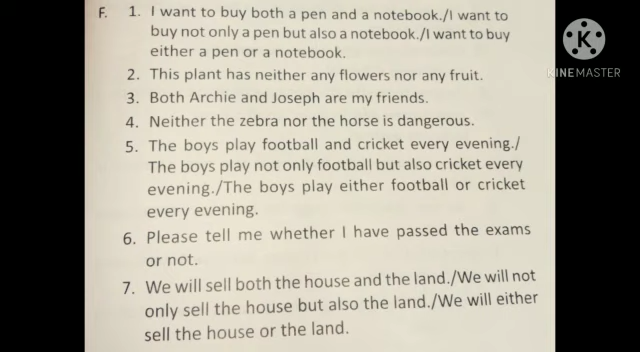 F. 1. I want to buy both a pen and a notebook./I want to
buy not only a pen but also a notebook./I want to buy
either a pen or a notebook.
2. This plant has neither any flowers nor any fruit.
3. Both Archie and Joseph are my friends.
4. Neither the zebra nor the horse is dangerous.
5. The boys play football and cricket every evening./
The boys play not only football but also cricket every
evening./The boys play either football or cricket
every evening.
6. Please tell me whether I have passed the exams
or not.
7. We will sell both the house and the land./We will not
only sell the house but also the land./We will either
sell the house or the land.
K
KINEMASTER